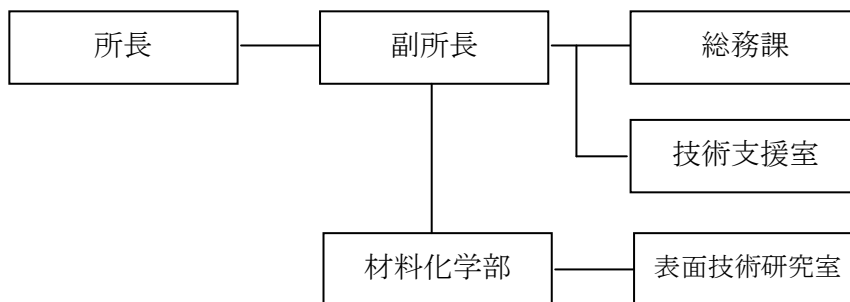 所長
副所長
総務課
技術支援室
材料化学部
表面技術研究室